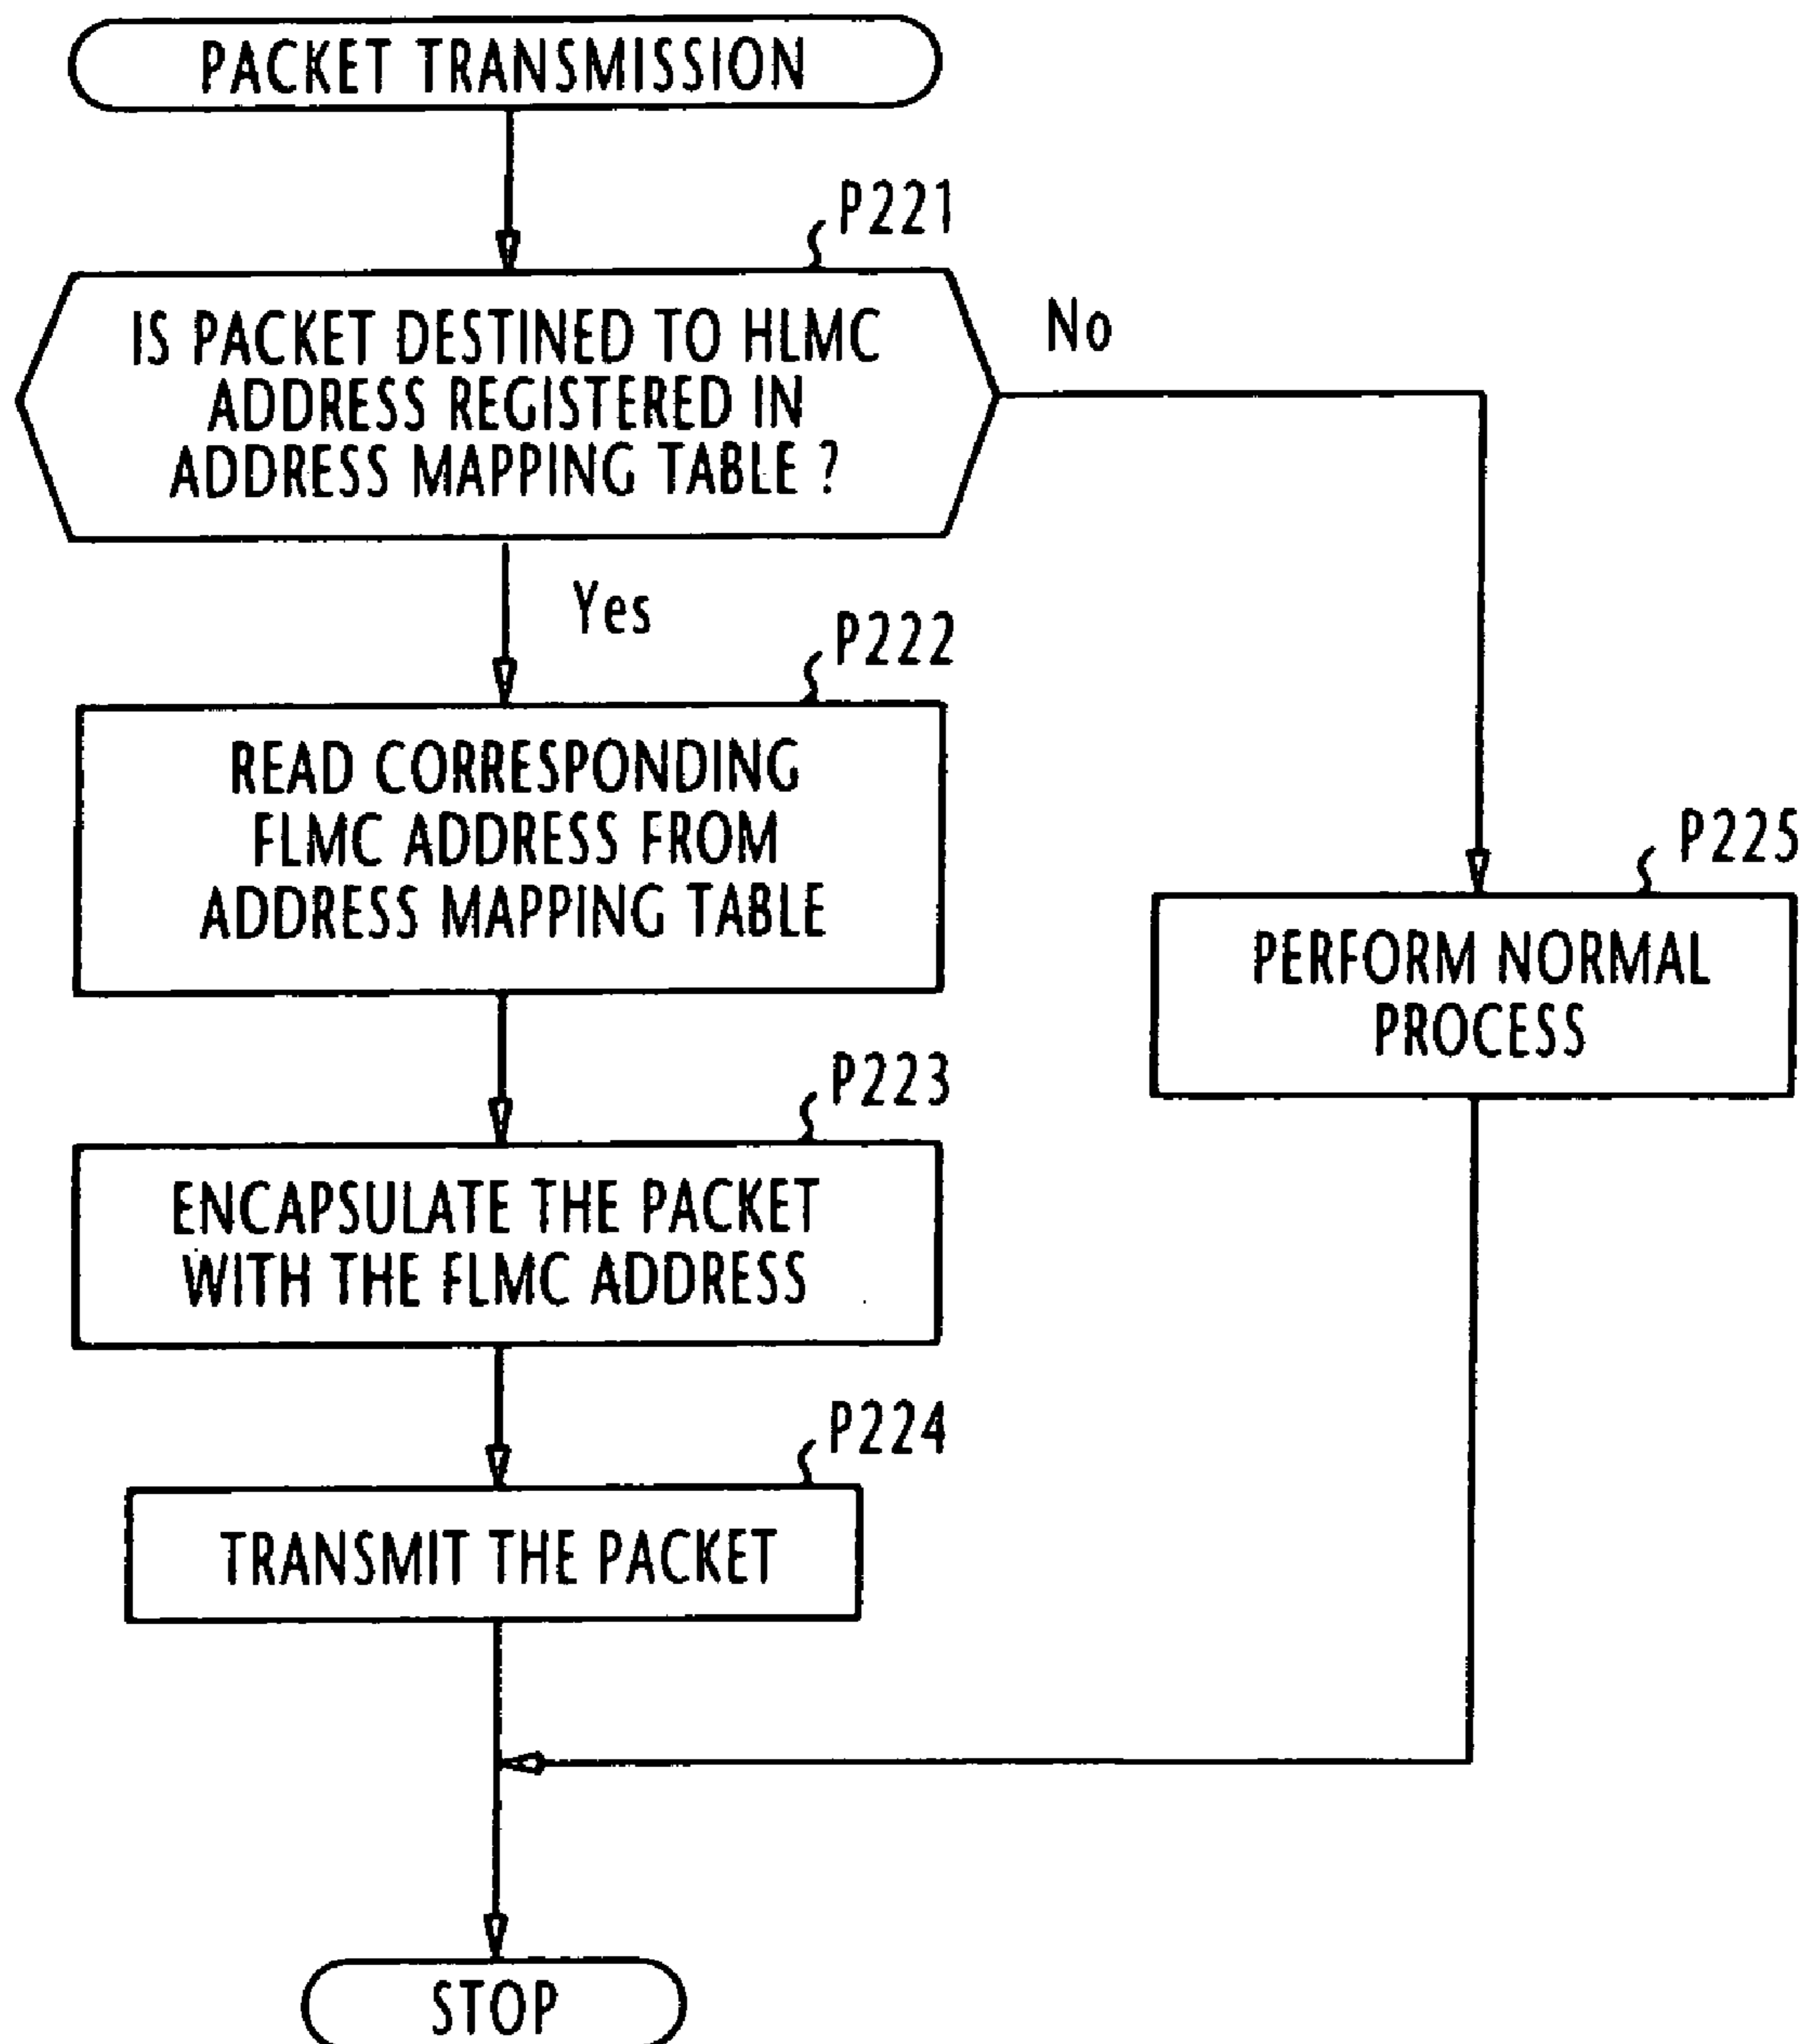 PACKET TRANSMISSION
P221
IS PACKET DESTINED TO HLMC
ADDRESS REGISTERED IN
ADDRESS MAPPING TABLE ?
No
Yes
P222
READ CORRESPONDING
FLMC ADDRESS FROM
ADDRESS MAPPING TABLE
P225
PERFORM NORMAL
PROCESS
P223
ENCAPSULATE THE PACKET
WITH THE FLMC ADDRESS
P224
TRANSMIT THE PACKET
STOP